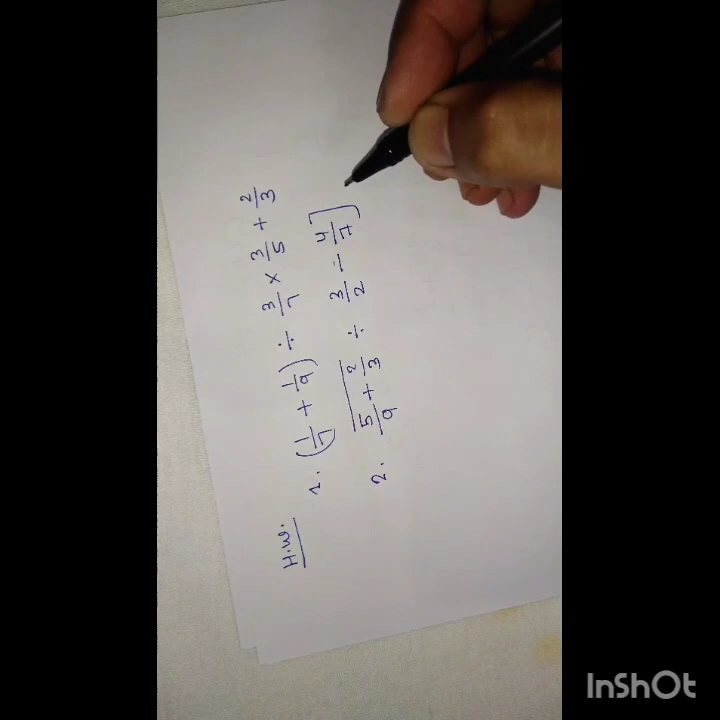 H.W.
1. (1/7 + 1/9) ÷ 3/7 × 3/5 + 2/3
2. 5/9 + 2/3 ÷ 3/2 ÷ 4/7]
InShOt